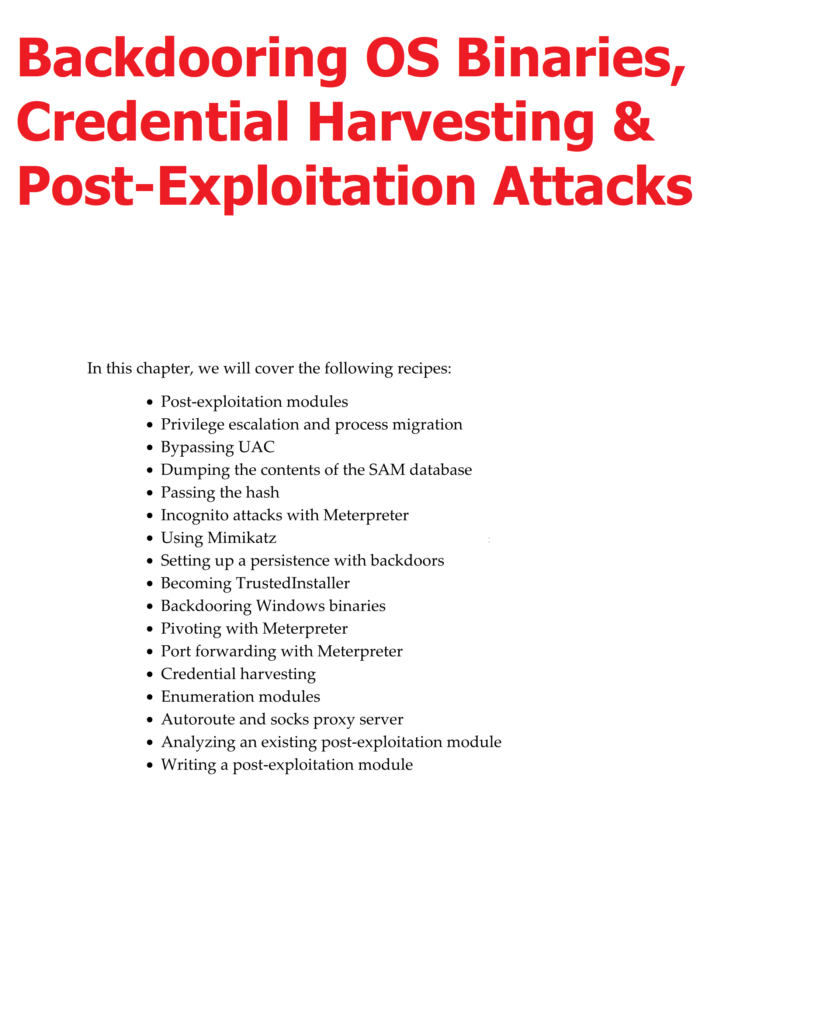 Backdooring OS Binaries,
Credential Harvesting &
Post-Exploitation Attacks
In this chapter, we will cover the following recipes:
• Post-exploitation modules
• Privilege escalation and process migration
• Bypassing UAC
• Dumping the contents of the SAM database
• Passing the hash
• Incognito attacks with Meterpreter
• Using Mimikatz
• Setting up a persistence with backdoors
• Becoming TrustedInstaller
• Backdooring Windows binaries
• Pivoting with Meterpreter
• Port forwarding with Meterpreter
• Credential harvesting
• Enumeration modules
• Autoroute and socks proxy server
• Analyzing an existing post-exploitation module
• Writing a post-exploitation module